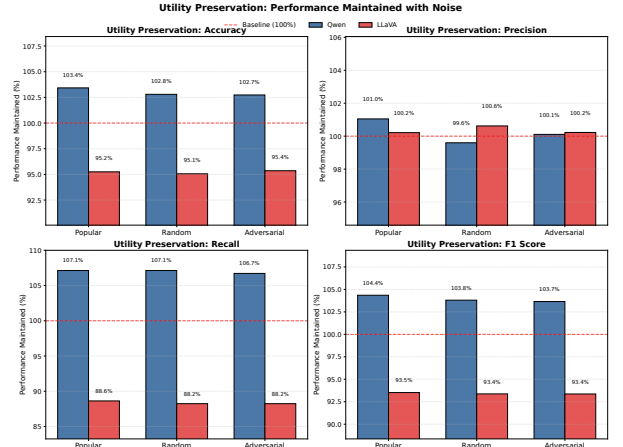 Utility Preservation: Performance Maintained with Noise
Baseline (100%) Qwen LLaVA
Utility Preservation: Accuracy
Performance Maintained (%)
107.5
105.0
102.5
100.0
97.5
95.0
92.5
103.4% 102.8% 102.7%
95.2% 95.1% 95.4%
Popular Random Adversarial
Utility Preservation: Precision
Performance Maintained (%)
106
104
102
100
98
96
101.0% 100.2% 99.6% 100.6% 100.1% 100.2%
Popular Random Adversarial
Utility Preservation: Recall
Performance Maintained (%)
110
105
100
95
90
85
107.1% 107.1% 106.7%
88.6% 88.2% 88.2%
Popular Random Adversarial
Utility Preservation: F1 Score
Performance Maintained (%)
107.5
105.0
102.5
100.0
97.5
95.0
92.5
90.0
104.4% 103.8% 103.7%
93.5% 93.4% 93.4%
Popular Random Adversarial